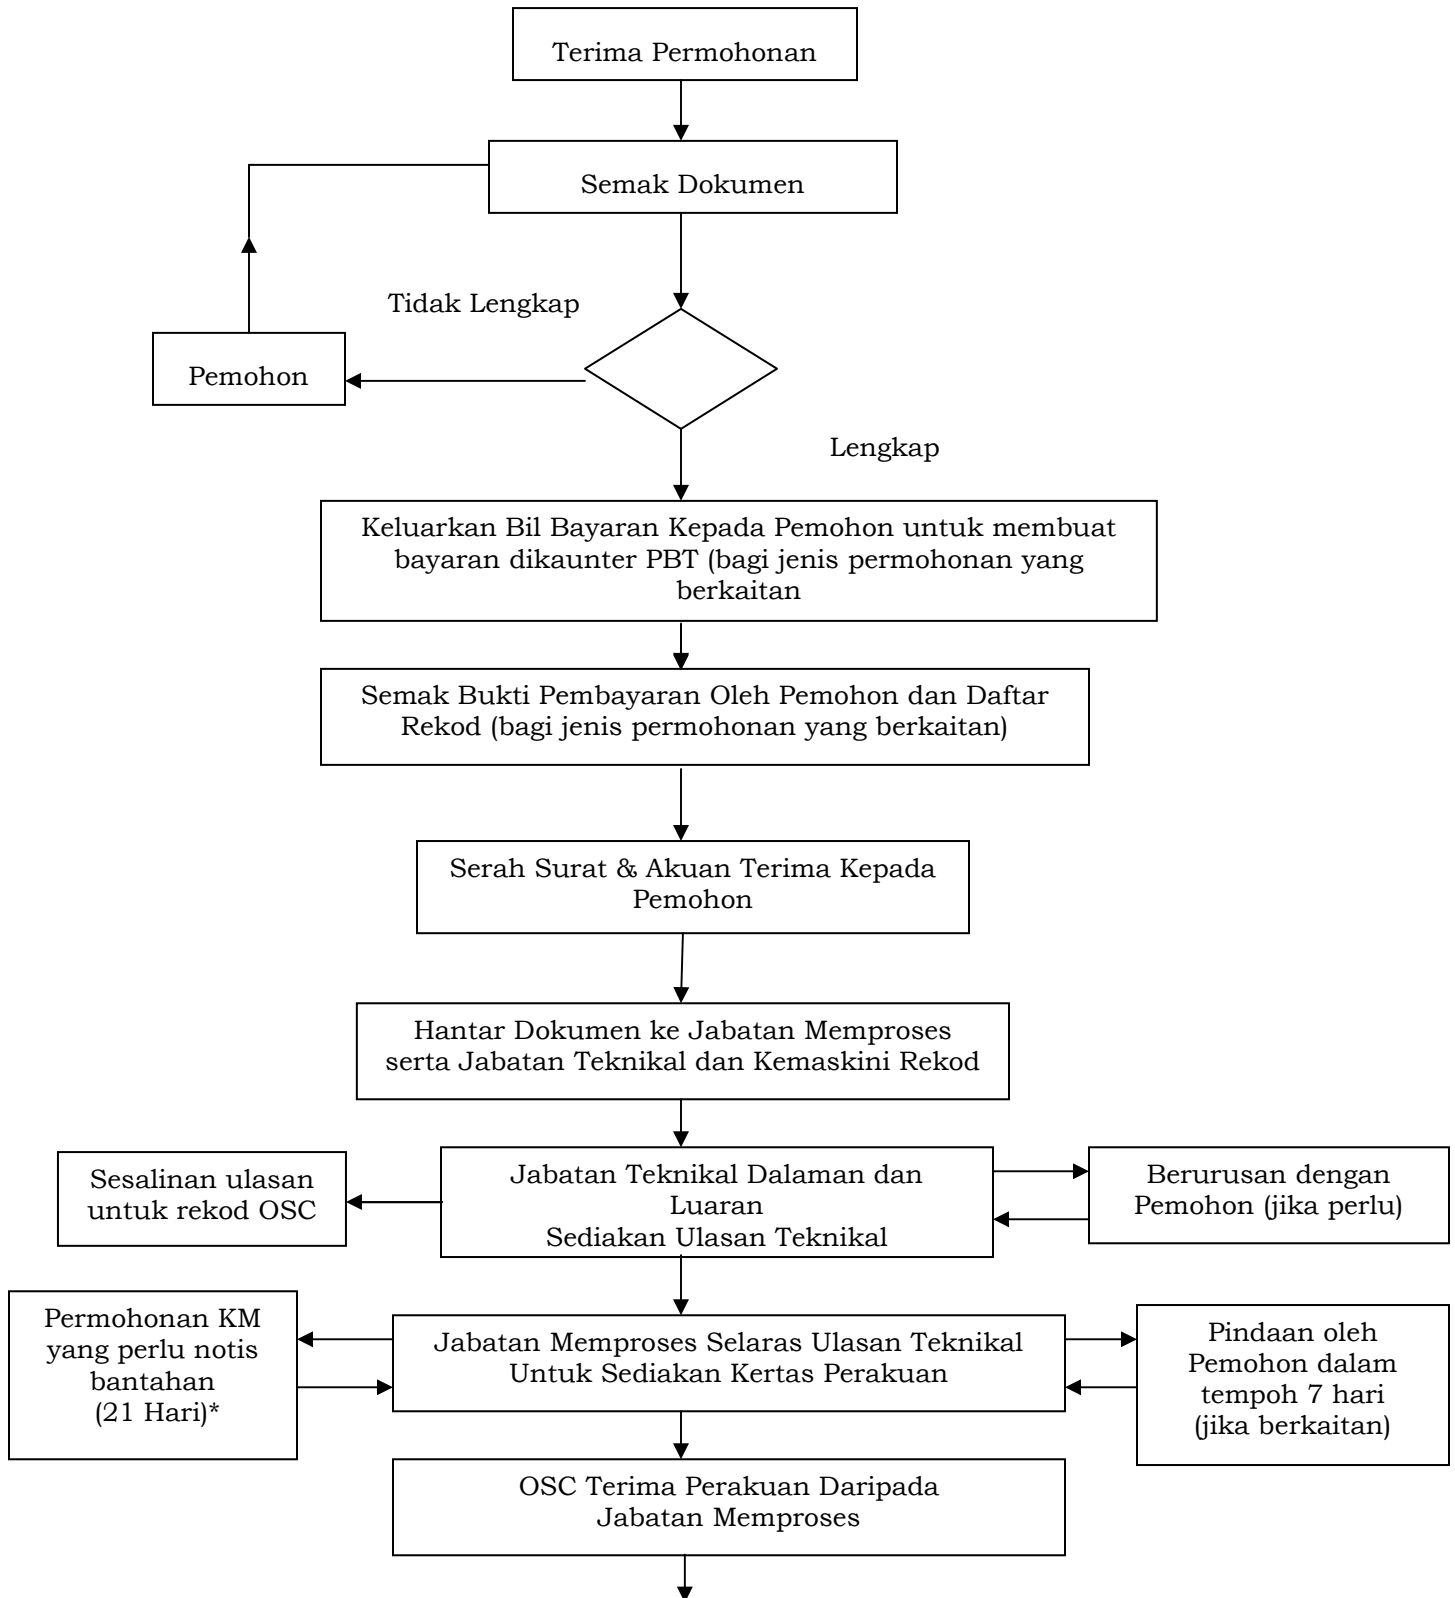 Terima Permohonan
Semak Dokumen
Tidak Lengkap
Pemohon
Lengkap
Keluarkan Bil Bayaran Kepada Pemohon untuk membuat
bayaran dikaunter PBT (bagi jenis permohonan yang
berkaitan
Semak Bukti Pembayaran Oleh Pemohon dan Daftar
Rekod (bagi jenis permohonan yang berkaitan)
Serah Surat & Akuan Terima Kepada
Pemohon
Hantar Dokumen ke Jabatan Memproses
serta Jabatan Teknikal dan Kemaskini Rekod
Sesalinan ulasan
untuk rekod OSC
Jabatan Teknikal Dalaman dan
Luaran
Sediakan Ulasan Teknikal
Berurusan dengan
Pemohon (jika perlu)
Permohonan KM
yang perlu notis
bantahan
(21 Hari)*
Jabatan Memproses Selaras Ulasan Teknikal
Untuk Sediakan Kertas Perakuan
Pindaan oleh
Pemohon dalam
tempoh 7 hari
(jika berkaitan)
OSC Terima Perakuan Daripada
Jabatan Memproses